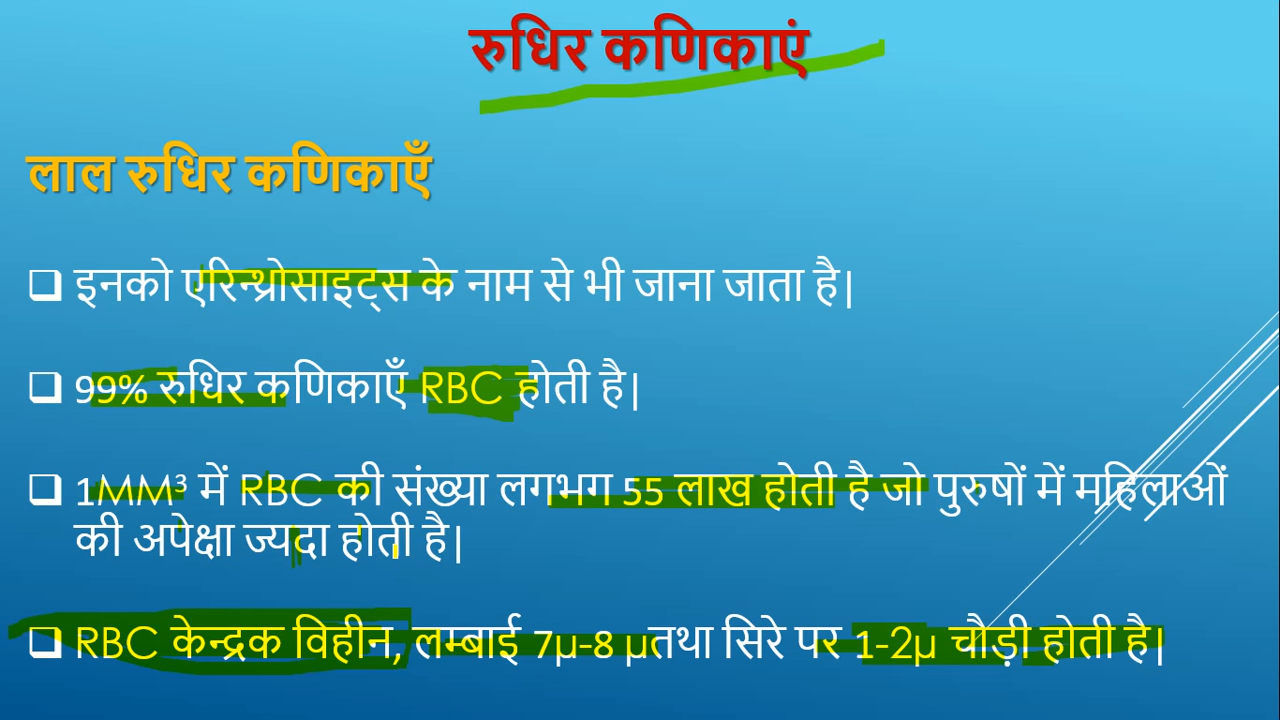 रुधिर कणिकाएं
लाल रुधिर कणिकाएँ
❑ इनको एरिन्थ्रोसाइट्स के नाम से भी जाना जाता है|
❑ 99% रुधिर कणिकाएँ RBC होती है|
❑ 1MM³ में RBC की संख्या लगभग 55 लाख होती है जो पुरुषों में महिलाओं
की अपेक्षा ज्यदा होती है|
❑ RBC केन्द्रक विहीन, लम्बाई 7µ-8 µतथा सिरे पर 1-2µ चौड़ी होती है|